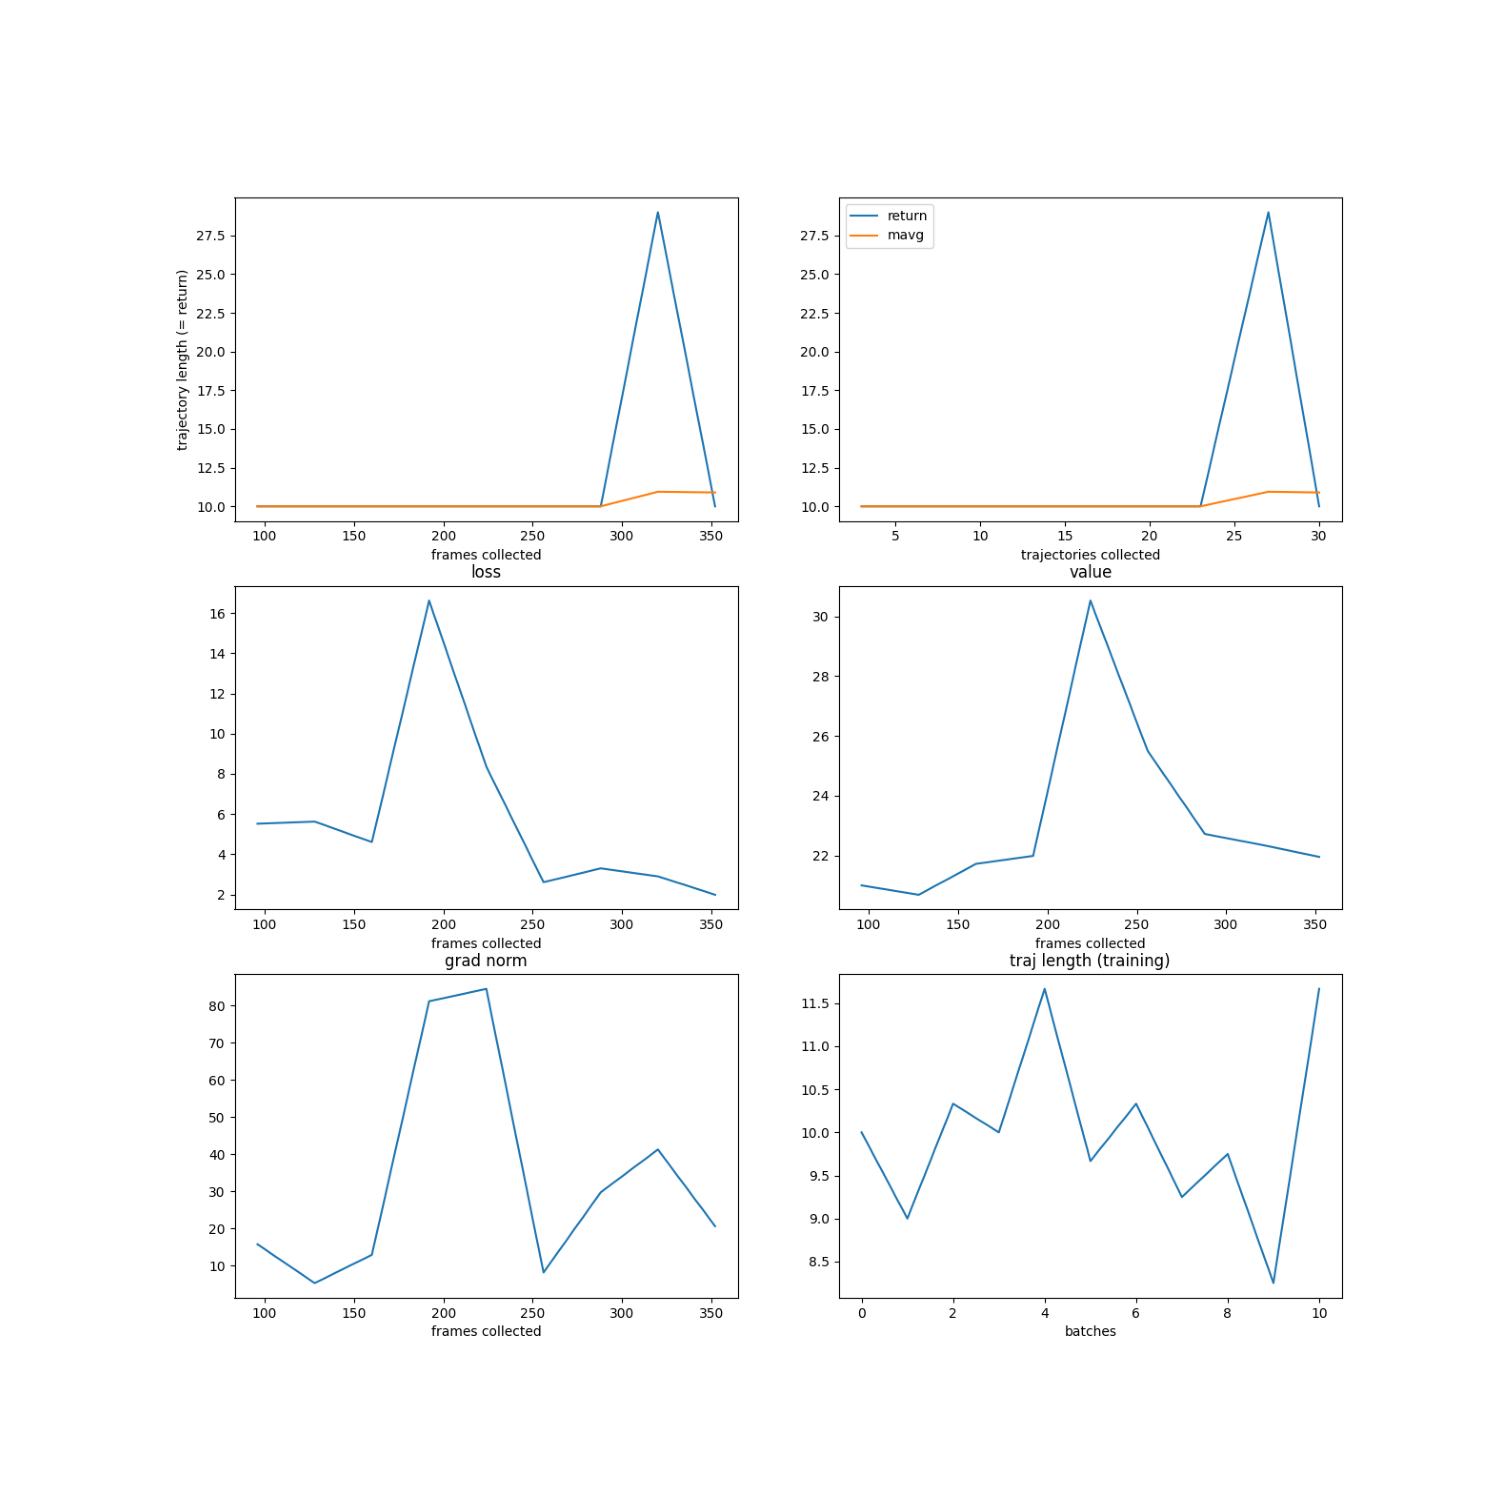 27.5
25.0
22.5
20.0
17.5
15.0
12.5
10.0
trajectory length (= return)
100 150 200 250 300 350
frames collected
return
mavg
27.5
25.0
22.5
20.0
17.5
15.0
12.5
10.0
5 10 15 20 25 30
trajectories collected
loss
16
14
12
10
8
6
4
2
100 150 200 250 300 350
frames collected
value
30
28
26
24
22
100 150 200 250 300 350
frames collected
grad norm
80
70
60
50
40
30
20
10
100 150 200 250 300 350
frames collected
traj length (training)
11.5
11.0
10.5
10.0
9.5
9.0
8.5
0 2 4 6 8 10
batches